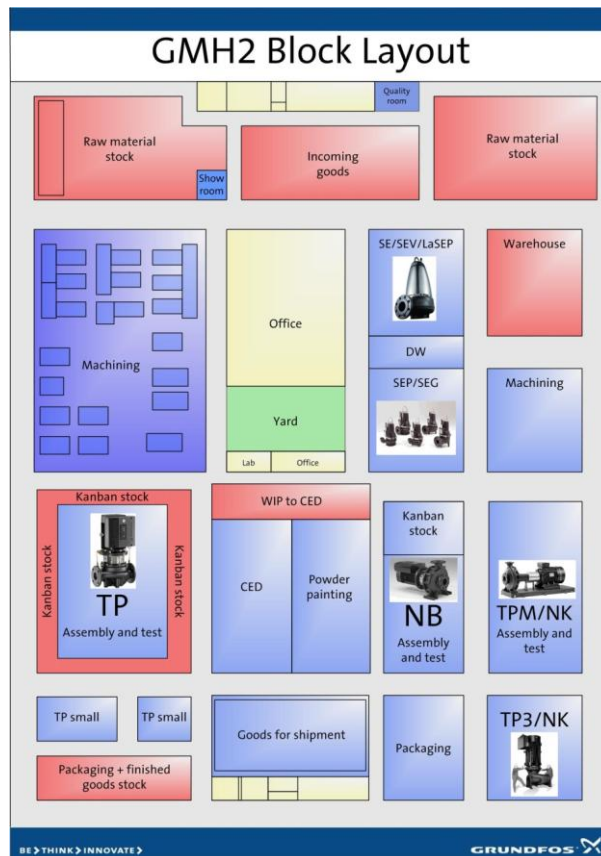 GMH2 Block Layout
Quality
room
Raw material
stock
Show
room
Incoming
goods
Raw material
stock
Machining
Office
Yard
Lab
Office
SE/SEV/LaSEP
DW
SEP/SEG
Warehouse
Machining
Kanban stock
Kanban stock
TP
Assembly and test
Kanban stock
WIP to CED
CED
Powder
painting
Kanban
stock
NB
Assembly
and test
TPM/NK
Assembly and
test
TP small
TP small
Packaging + finished
goods stock
Goods for shipment
Packaging
TP3/NK
BE > THINK > INNOVATE >
GRUNDFOS